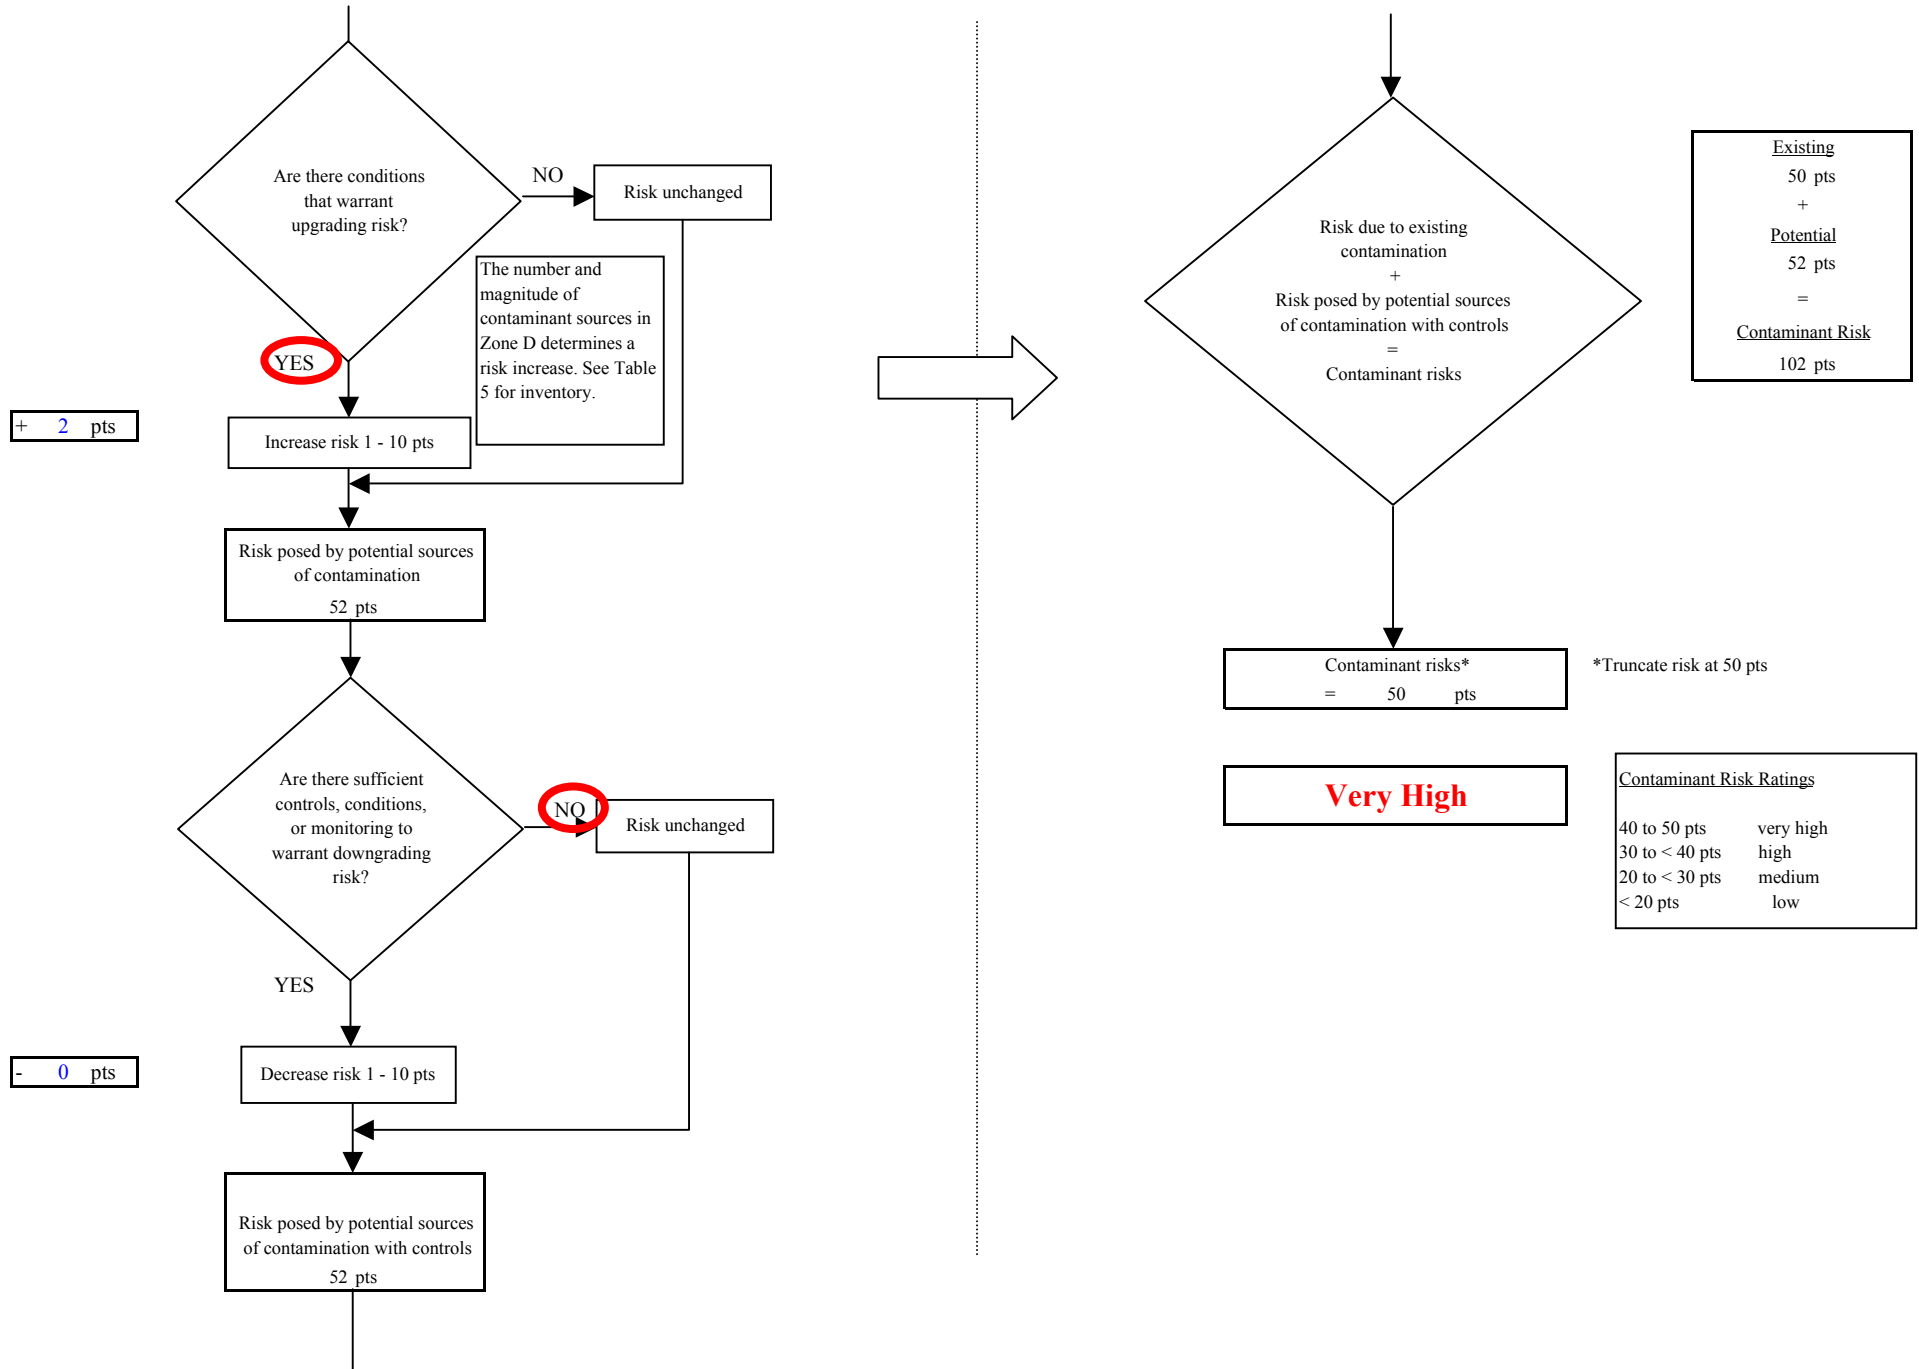 Are there conditions
that warrant
upgrading risk?
NO
Risk unchanged
The number and
magnitude of
contaminant sources in
Zone D determines a
risk increase. See Table
5 for inventory.
YES
+ 2 pts
Increase risk 1 - 10 pts
Risk posed by potential sources
of contamination
52 pts
Are there sufficient
controls, conditions,
or monitoring to
warrant downgrading
risk?
NO
Risk unchanged
YES
- 0 pts
Decrease risk 1 - 10 pts
Risk posed by potential sources
of contamination with controls
52 pts
Risk due to existing
contamination
+
Risk posed by potential sources
of contamination with controls
=
Contaminant risks
Existing
50 pts
+
Potential
52 pts
=
Contaminant Risk
102 pts
Contaminant risks*
= 50 pts
*Truncate risk at 50 pts
Very High
Contaminant Risk Ratings
40 to 50 pts very high
30 to < 40 pts high
20 to < 30 pts medium
< 20 pts low